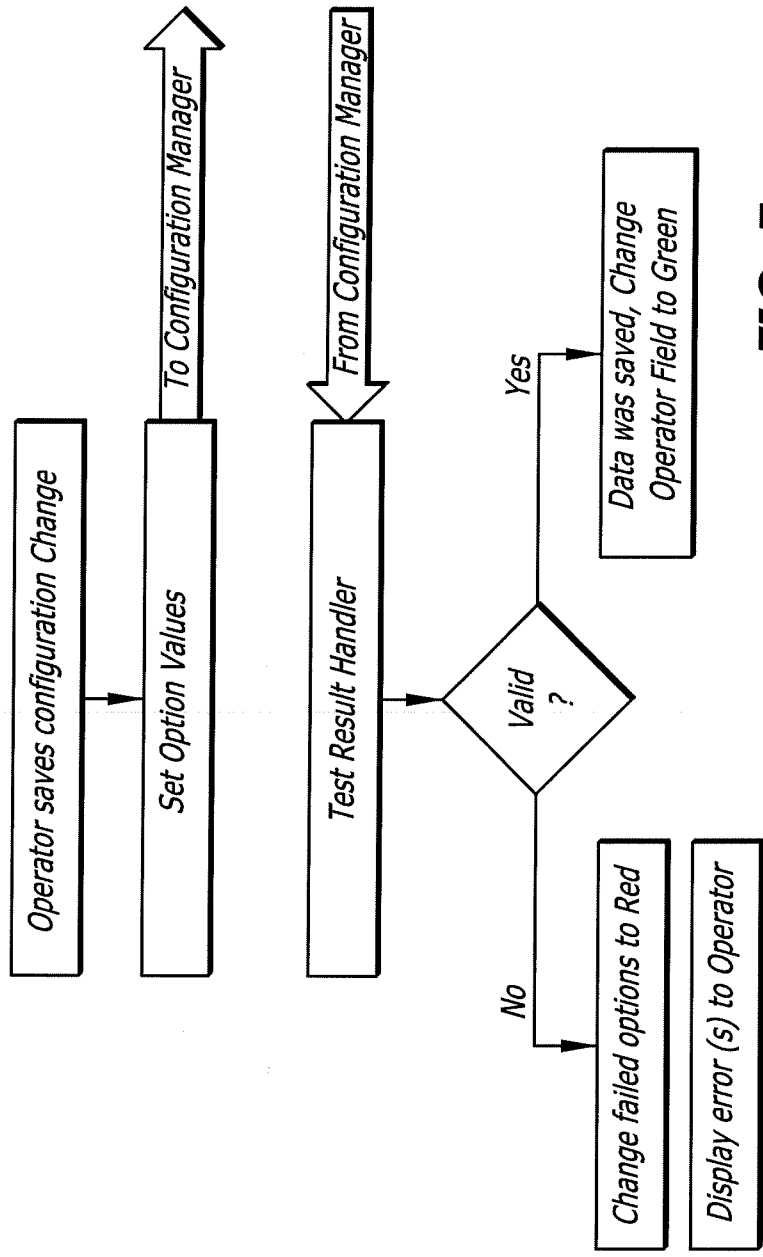 Operator saves configuration Change
Set Option Values
To Configuration Manager
Test Result Handler
From Configuration Manager
Valid
?
No
Yes
Change failed options to Red
Display error (s) to Operator
Data was saved, Change
Operator Field to Green